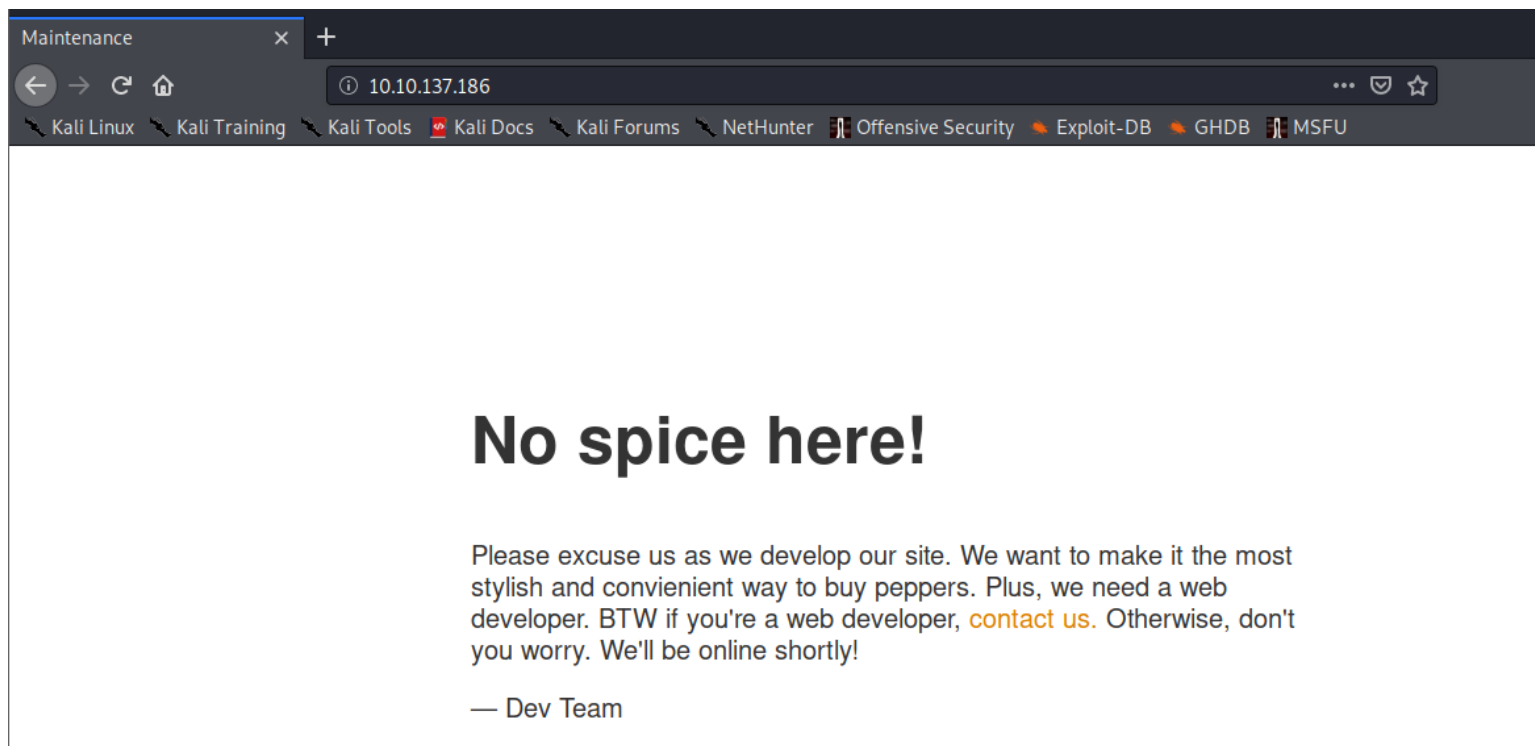 Maintenance
10.10.137.186
Kali Linux Kali Training Kali Tools Kali Docs Kali Forums NetHunter Offensive Security Exploit-DB GHDB MSFU
No spice here!
Please excuse us as we develop our site. We want to make it the most
stylish and convienient way to buy peppers. Plus, we need a web
developer. BTW if you're a web developer, contact us. Otherwise, don't
you worry. We'll be online shortly!
— Dev Team